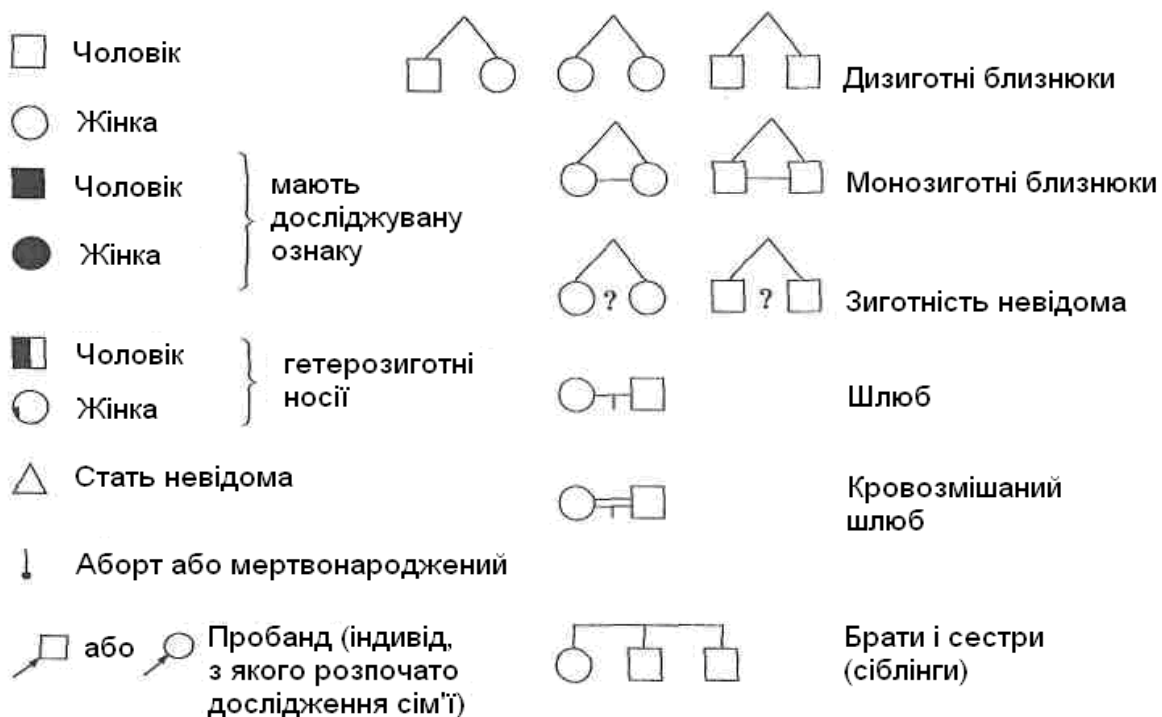 Чоловік
Жінка
Чоловік
Жінка
мають
досліджувану
ознаку
Чоловік
Жінка
гетерозиготні
носії
Стать невідома
Аборт або мертвонароджений
або
Пробанд (індивід,
з якого розпочато
дослідження сім'ї)
Дизиготні близнюки
Монозиготні близнюки
? ?
Зиготність невідома
Шлюб
Кровозмішаний
шлюб
Брати і сестри
(сіблінги)